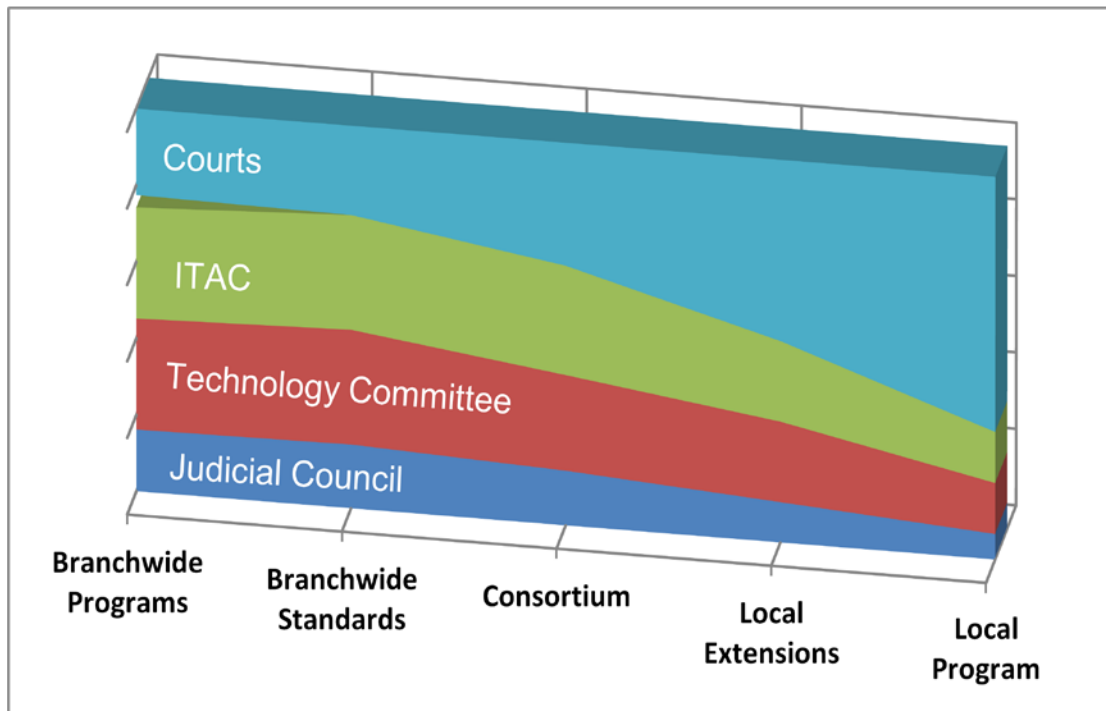 Courts
ITAC
Technology Committee
Judicial Council
Branchwide
Programs
Branchwide
Standards
Consortium
Local
Extensions
Local
Program